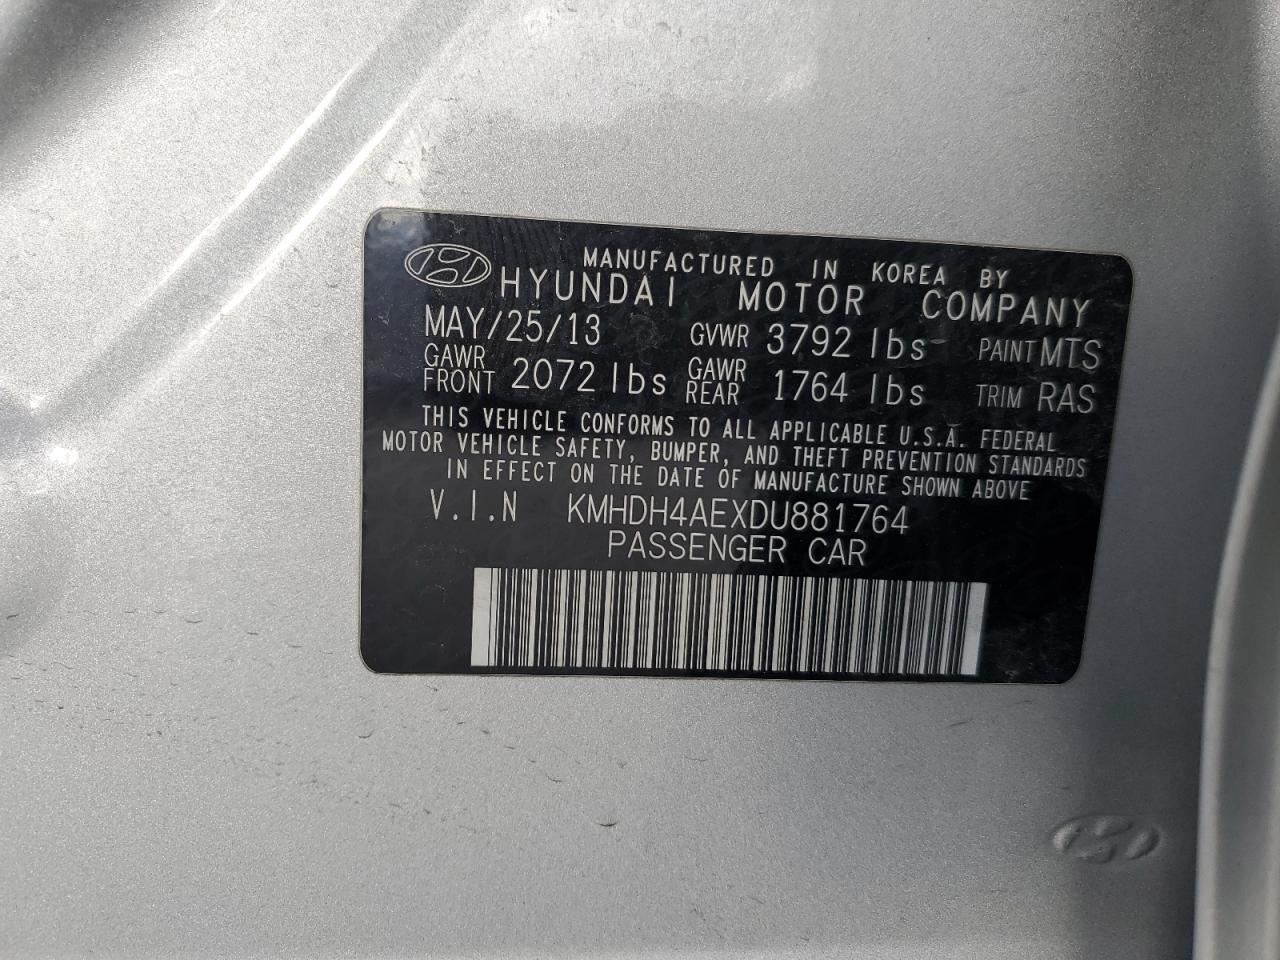 MANUFACTURED IN KOREA BY
HYUNDAI MOTOR COMPANY
MAY/25/13 GVWR 3792 lbs PAINT MTS
GAWR FRONT 2072 lbs GAWR REAR 1764 lbs TRIM RAS
THIS VEHICLE CONFORMS TO ALL APPLICABLE U.S.A. FEDERAL
MOTOR VEHICLE SAFETY, BUMPER, AND THEFT PREVENTION STANDARDS
IN EFFECT ON THE DATE OF MANUFACTURE SHOWN ABOVE
V.I.N KMHDH4AEXDU881764
PASSENGER CAR